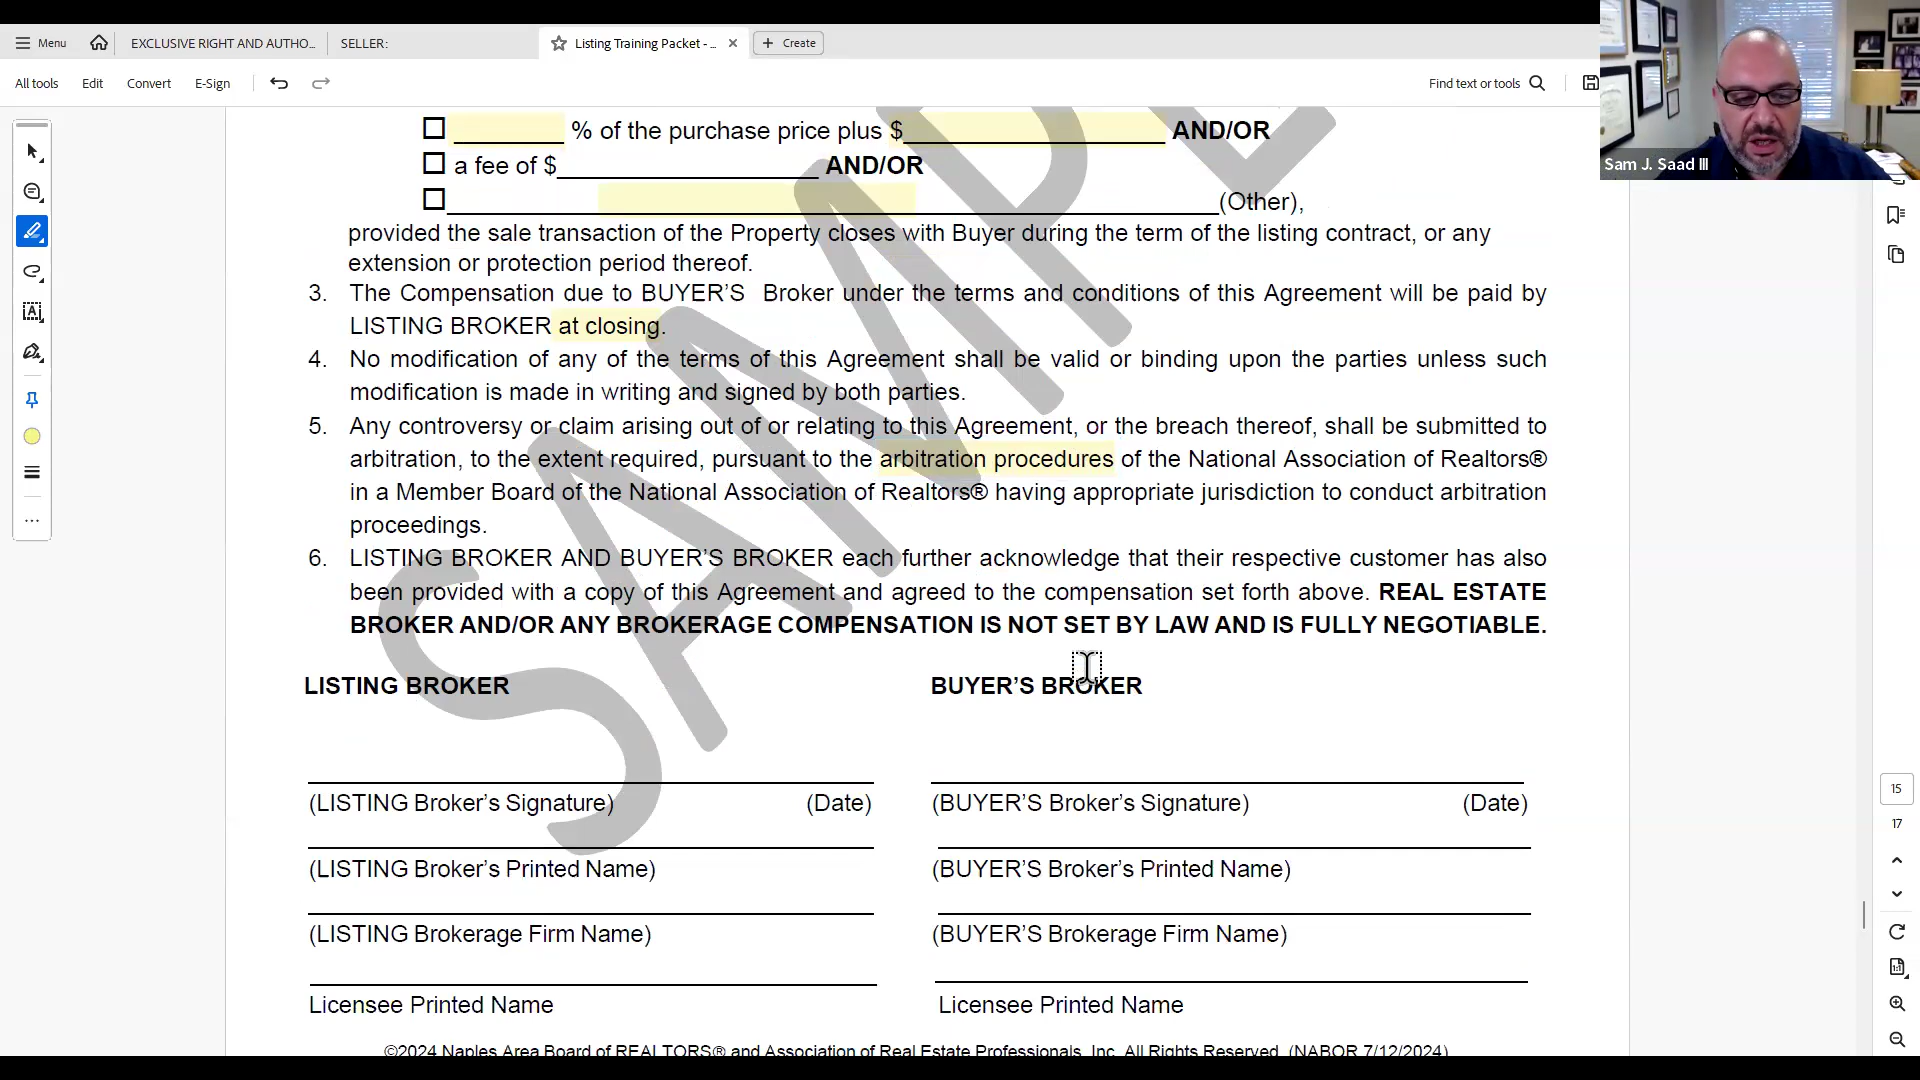 Menu
EXCLUSIVE RIGHT AND AUTHO...
SELLER:
Listing Training Packet - ...
Create
All tools
Edit
Convert
E-Sign
Find text or tools
Sam J. Saad III
SAMPLE
% of the purchase price plus $ AND/OR
a fee of $ AND/OR
(Other),
provided the sale transaction of the Property closes with Buyer during the term of the listing contract, or any
extension or protection period thereof.
3. The Compensation due to BUYER’S Broker under the terms and conditions of this Agreement will be paid by
LISTING BROKER at closing.
4. No modification of any of the terms of this Agreement shall be valid or binding upon the parties unless such
modification is made in writing and signed by both parties.
5. Any controversy or claim arising out of or relating to this Agreement, or the breach thereof, shall be submitted to
arbitration, to the extent required, pursuant to the arbitration procedures of the National Association of Realtors®
in a Member Board of the National Association of Realtors® having appropriate jurisdiction to conduct arbitration
proceedings.
6. LISTING BROKER AND BUYER’S BROKER each further acknowledge that their respective customer has also
been provided with a copy of this Agreement and agreed to the compensation set forth above. REAL ESTATE
BROKER AND/OR ANY BROKERAGE COMPENSATION IS NOT SET BY LAW AND IS FULLY NEGOTIABLE.
LISTING BROKER
BUYER’S BROKER
(LISTING Broker’s Signature) (Date)
(BUYER’S Broker’s Signature) (Date)
(LISTING Broker’s Printed Name)
(BUYER’S Broker’s Printed Name)
(LISTING Brokerage Firm Name)
(BUYER’S Brokerage Firm Name)
Licensee Printed Name
Licensee Printed Name
©2024 Naples Area Board of REALTORS® and Association of Real Estate Professionals, Inc. All Rights Reserved. (NABOR 7/12/2024)
15
17